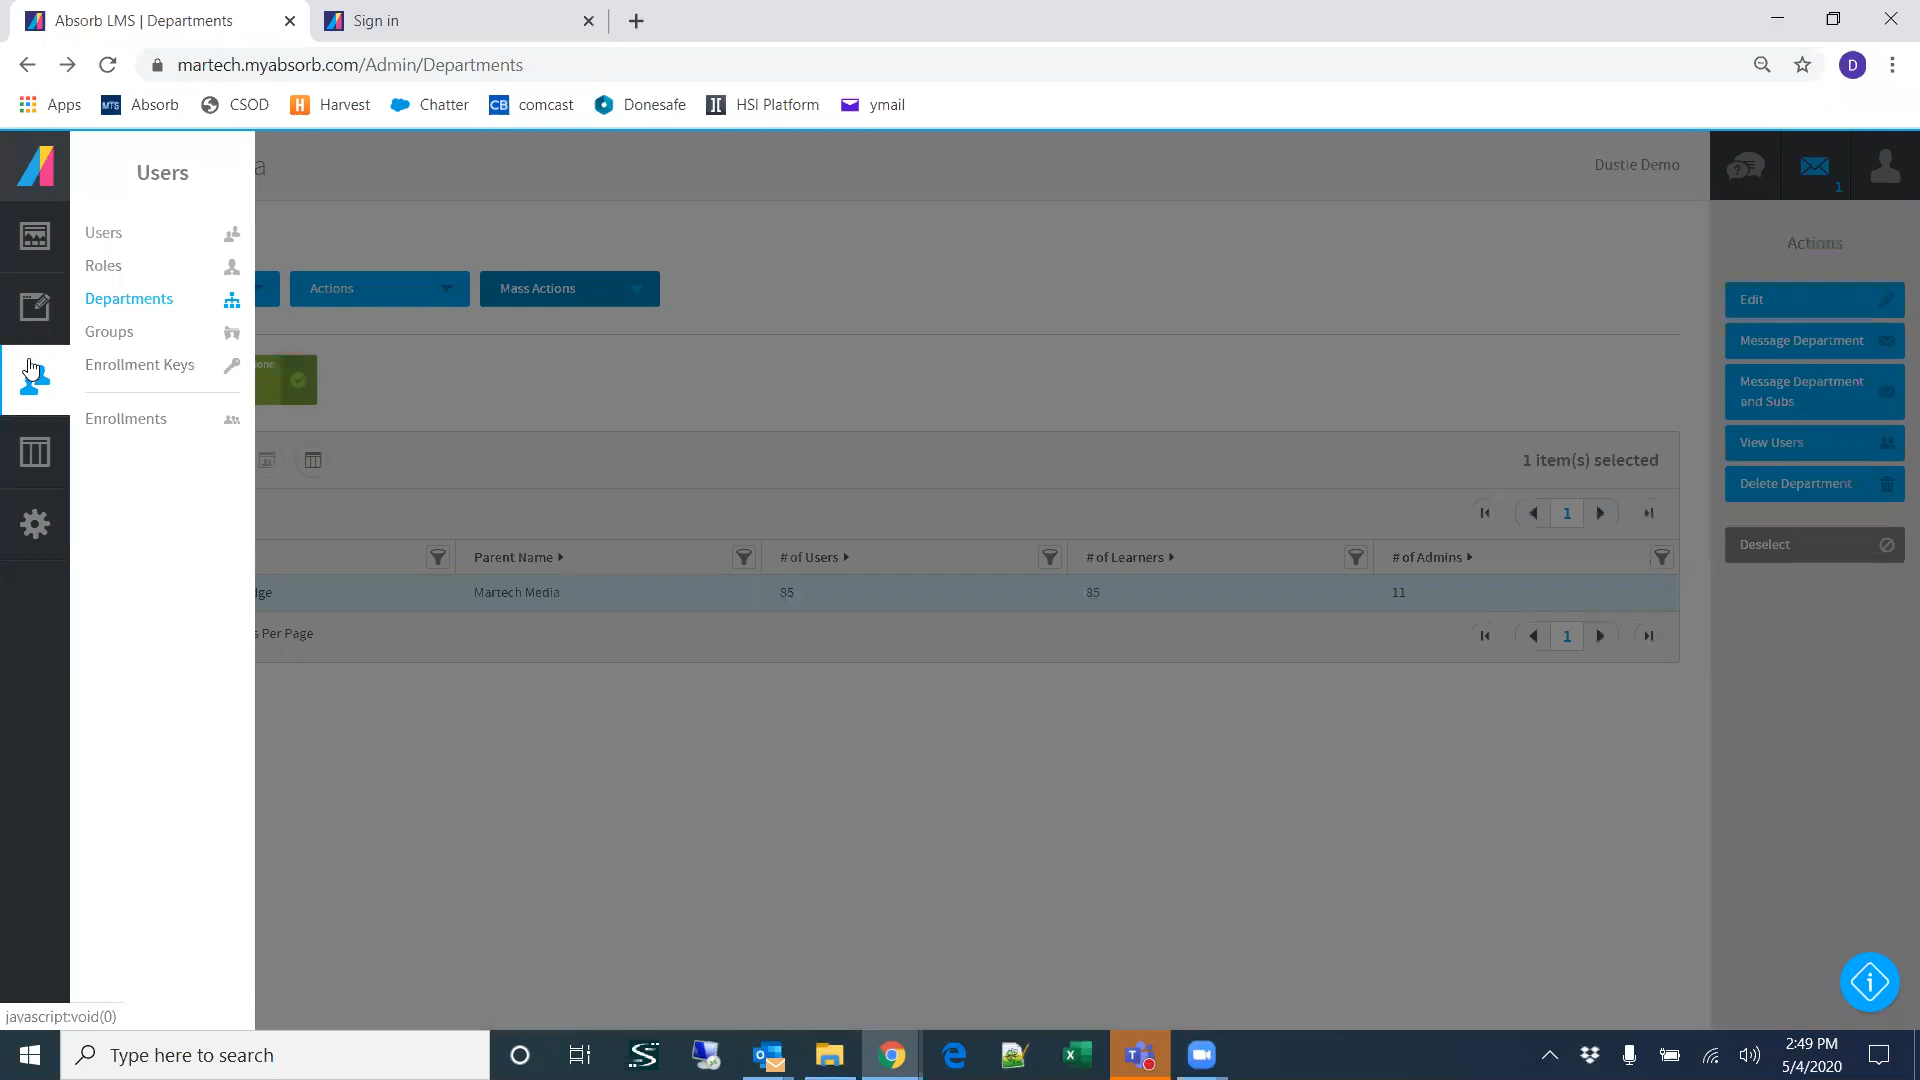 Absorb LMS | Departments
Sign in
martech.myabsorb.com/Admin/Departments
D
Apps
MTS Absorb
CSOD
H Harvest
Chatter
CB comcast
Donesafe
HSI Platform
ymail
Users
a
Dustie Demo
1
Users
Roles
Departments
Groups
Enrollment Keys
Enrollments
Actions
Mass Actions
Actions
Edit
Message Department
Message Department
and Subs
View Users
Delete Department
Deselect
1 item(s) selected
1
Parent Name
# of Users
# of Learners
# of Admins
dge
Martech Media
85
85
11
s Per Page
1
javascript:void(0)
Type here to search
2:49 PM
5/4/2020